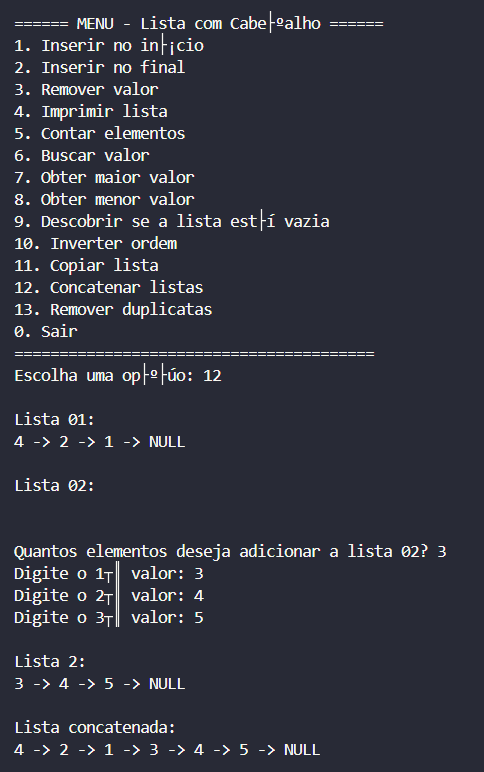 ====== MENU - Lista com Cabe├ºalho ======
1. Inserir no in├¡cio
2. Inserir no final
3. Remover valor
4. Imprimir lista
5. Contar elementos
6. Buscar valor
7. Obter maior valor
8. Obter menor valor
9. Descobrir se a lista est├í vazia
10. Inverter ordem
11. Copiar lista
12. Concatenar listas
13. Remover duplicatas
0. Sair
========================================
Escolha uma op├º├úo: 12
Lista 01:
4 -> 2 -> 1 -> NULL
Lista 02:
Quantos elementos deseja adicionar a lista 02? 3
Digite o 1┬║ valor: 3
Digite o 2┬║ valor: 4
Digite o 3┬║ valor: 5
Lista 2:
3 -> 4 -> 5 -> NULL
Lista concatenada:
4 -> 2 -> 1 -> 3 -> 4 -> 5 -> NULL